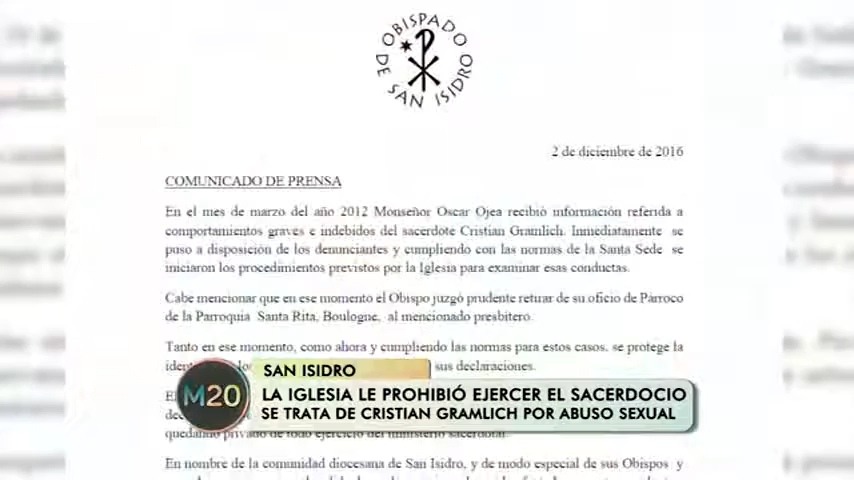 OBISPADO
DE SAN ISIDRO
2 de diciembre de 2016
COMUNICADO DE PRENSA
En el mes de marzo del año 2012 Monseñor Oscar Ojea recibió información referida a
comportamientos graves e indebidos del sacerdote Cristian Gramlich. Inmediatamente se
puso a disposición de los denunciantes y cumpliendo con las normas de la Santa Sede se
iniciaron los procedimientos previstos por la Iglesia para examinar esas conductas.
Cabe mencionar que en ese momento el Obispo juzgó prudente retirar de su oficio de Párroco
de la Parroquia Santa Rita, Boulogne, al mencionado presbítero.
Tanto en ese momento, como ahora y cumpliendo las normas para estos casos, se protege la
sus declaraciones.
SAN ISIDRO
M20
LA IGLESIA LE PROHIBIÓ EJERCER EL SACERDOCIO
SE TRATA DE CRISTIAN GRAMLICH POR ABUSO SEXUAL
quedando privado de todo ejercicio del ministerio sacerdotal.
En nombre de la comunidad diocesana de San Isidro, y de modo especial de sus Obispos y